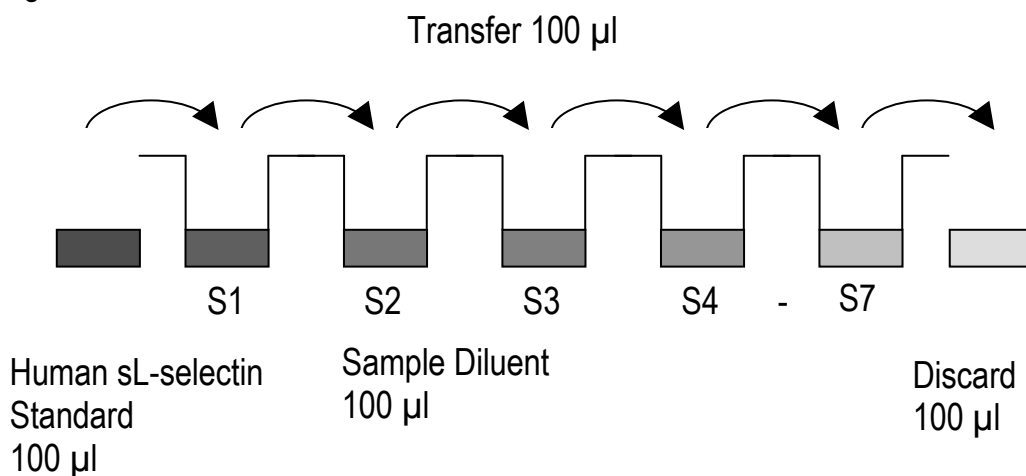 Transfer 100 µl
S1 S2 S3 S4 - S7
Human sL-selectin
Standard
100 µl
Sample Diluent
100 µl
Discard
100 µl